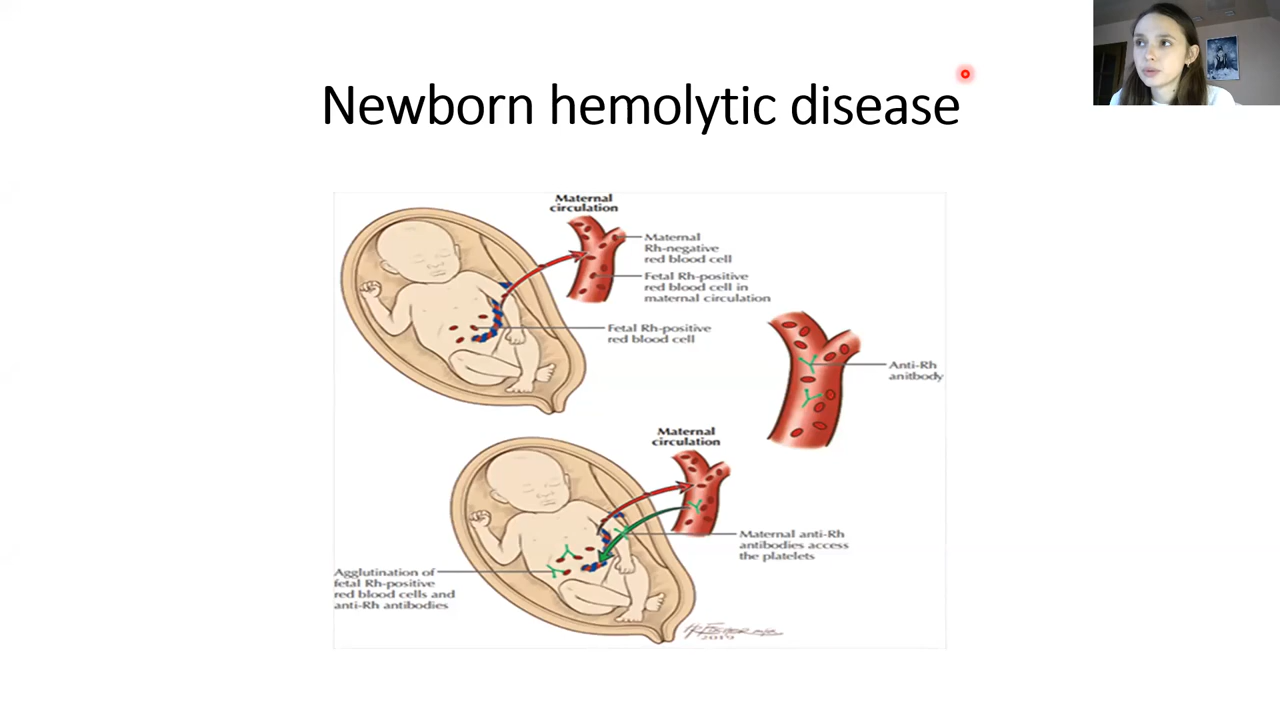 Newborn hemolytic disease
Maternal
circulation
Maternal
Rh-negative
red blood cell
Fetal Rh-positive
red blood cell in
maternal circulation
Fetal Rh-positive
red blood cell
Anti-Rh
anitbody
Maternal
circulation
Maternal anti-Rh
antibodies access
the platelets
Agglutination of
fetal Rh-positive
red blood cells and
anti-Rh antibodies
2019